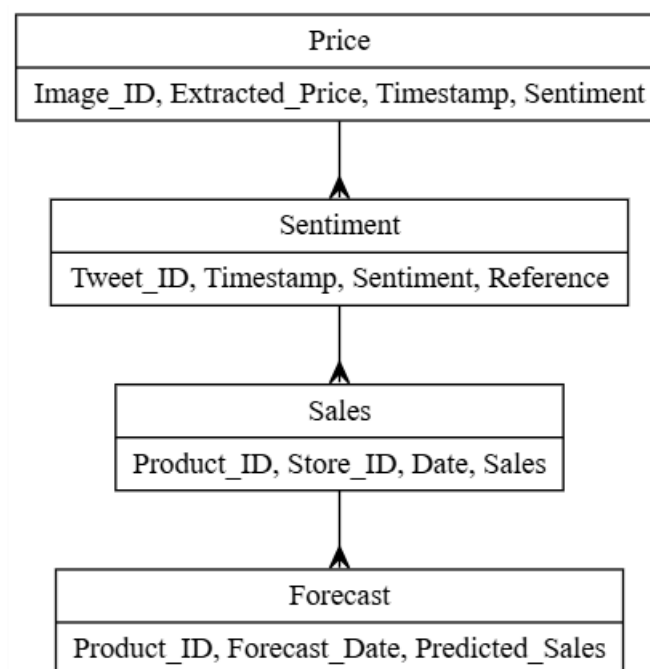 Price
Image_ID, Extracted_Price, Timestamp, Sentiment
Sentiment
Tweet_ID, Timestamp, Sentiment, Reference
Sales
Product_ID, Store_ID, Date, Sales
Forecast
Product_ID, Forecast_Date, Predicted_Sales